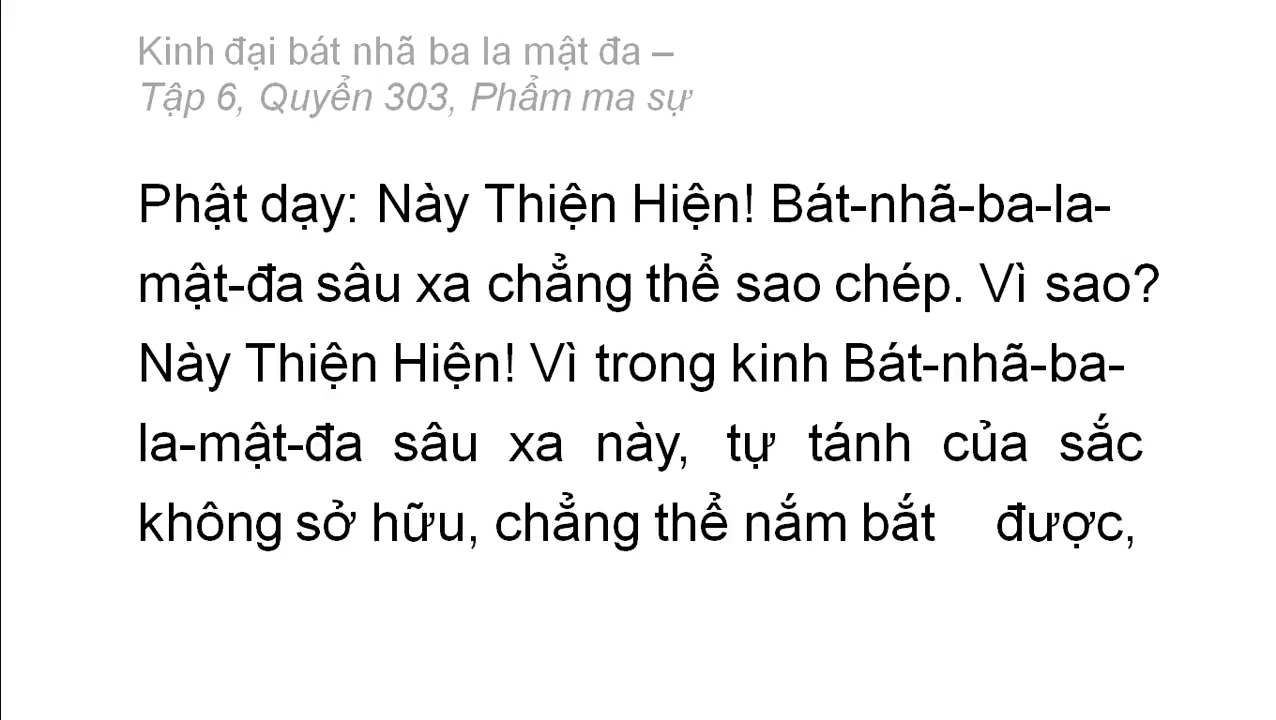 Kinh đại bát nhã ba la mật đa –
Tập 6, Quyển 303, Phẩm ma sự
Phật dạy: Này Thiện Hiện! Bát-nhã-ba-la-
mật-đa sâu xa chẳng thể sao chép. Vì sao?
Này Thiện Hiện! Vì trong kinh Bát-nhã-ba-
la-mật-đa sâu xa này, tự tánh của sắc
không sở hữu, chẳng thể nắm bắt được,